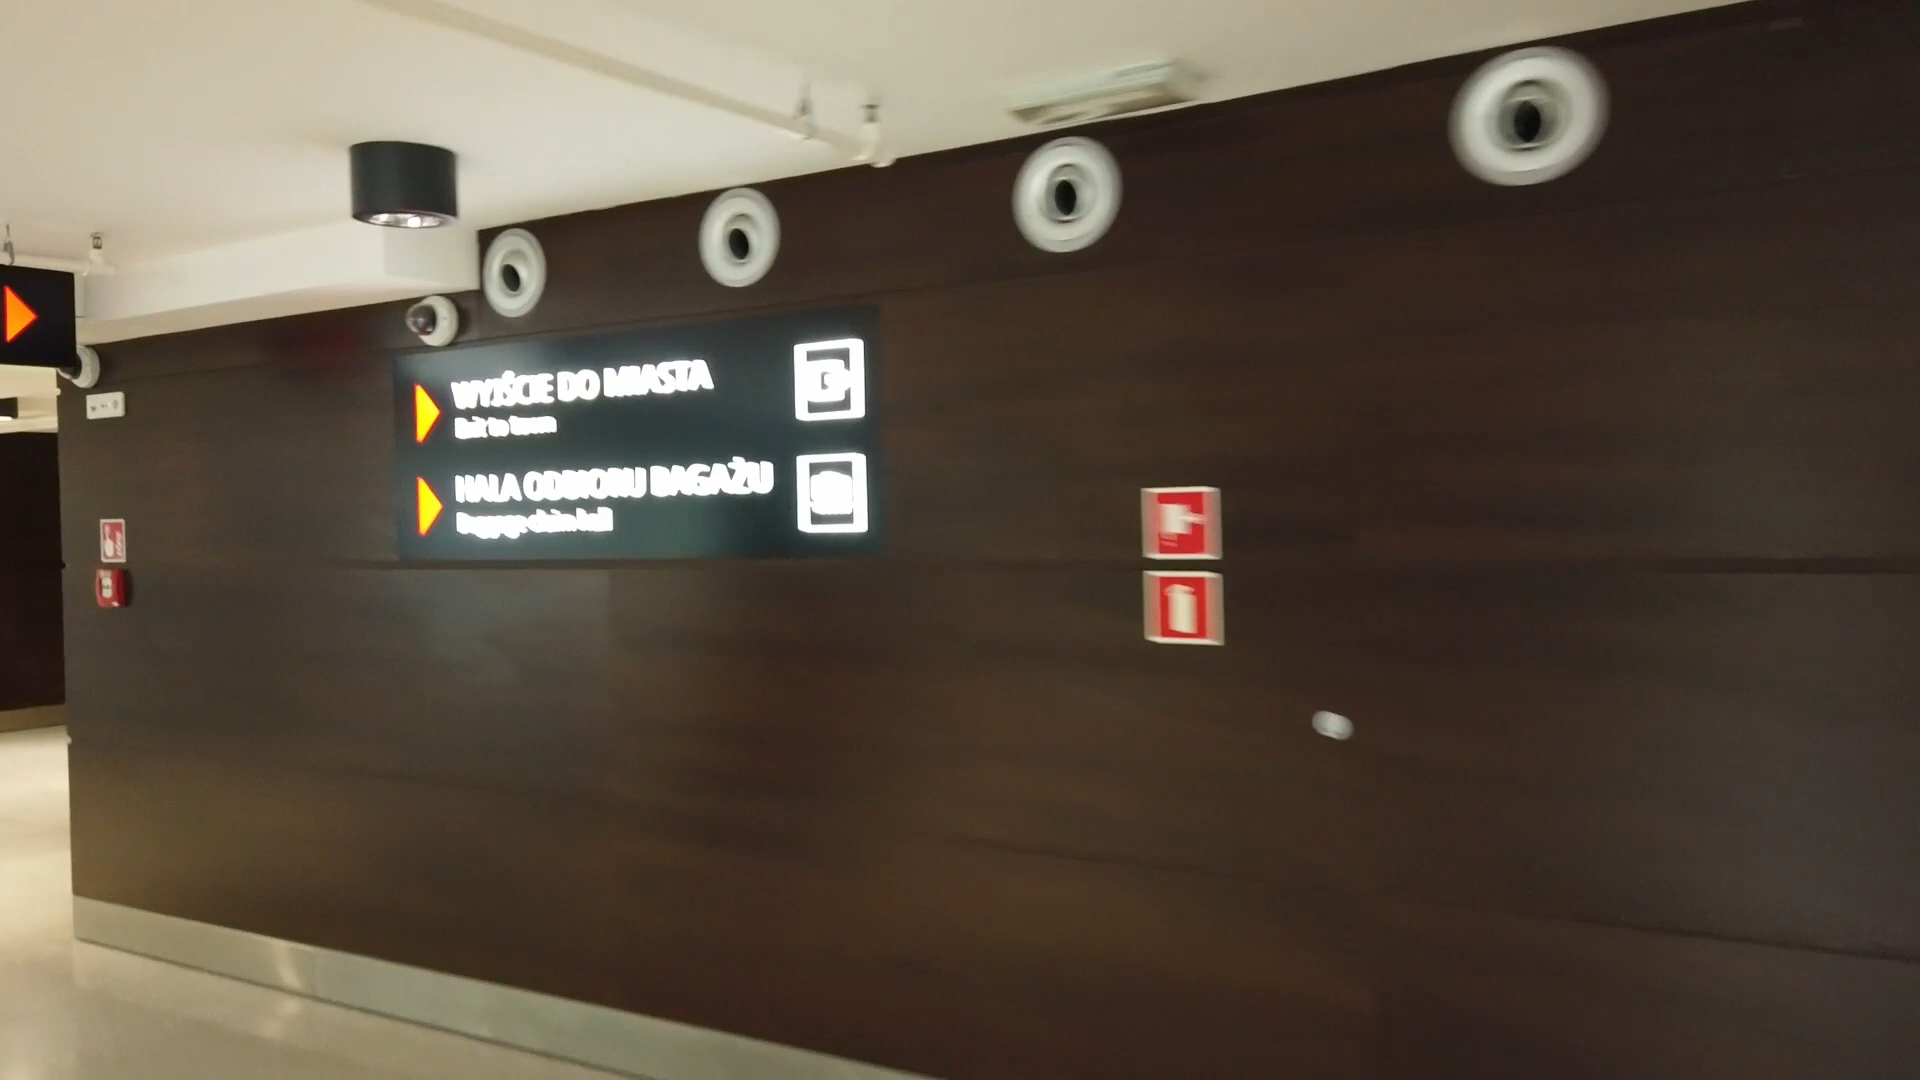 WYJŚCIE DO MIASTA
Exit to town
HALA ODBIORU BAGAŻU
Baggage claim hall